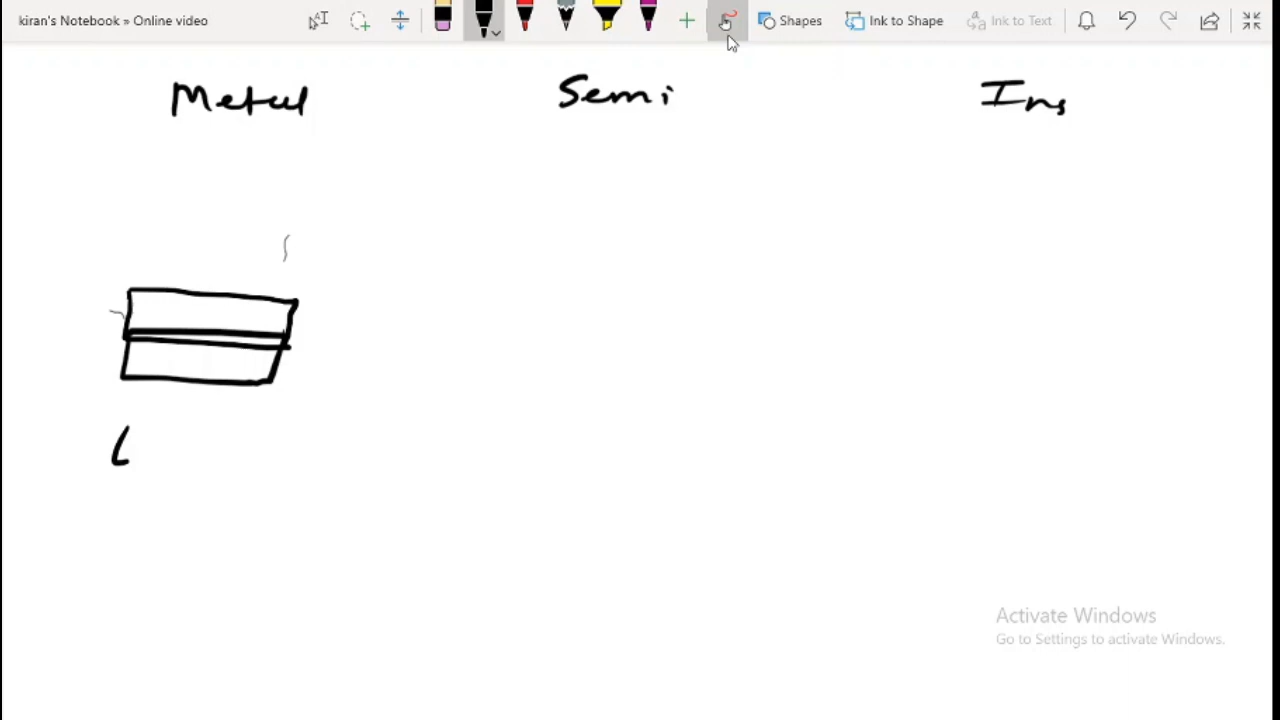 kiran's Notebook » Online video
Shapes
Ink to Shape
Ink to Text
Metal Semi Ins
Activate Windows
Go to Settings to activate Windows.